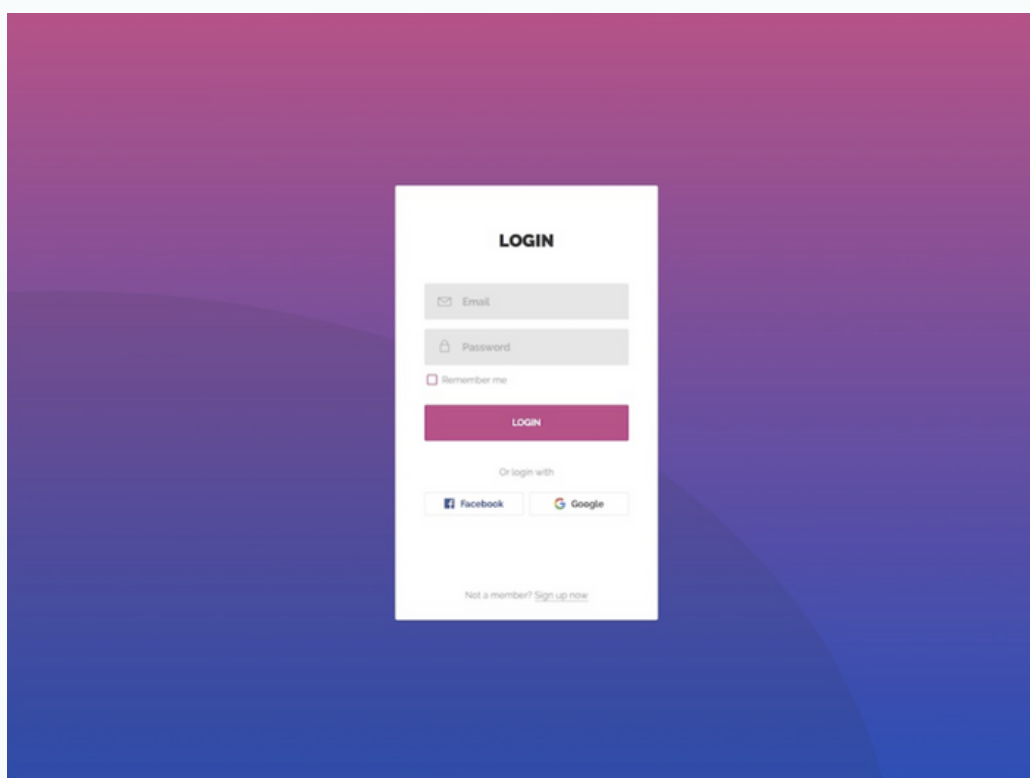 LOGIN
Email
Password
Remember me
LOGIN
Or login with
Facebook
Google
Not a member? Sign up now